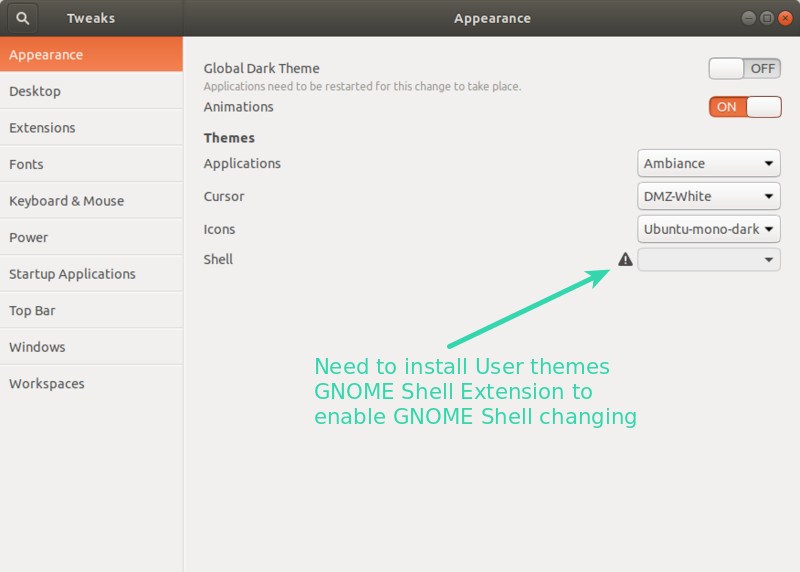 Tweaks
Appearance
Appearance
Desktop
Extensions
Fonts
Keyboard & Mouse
Power
Startup Applications
Top Bar
Windows
Workspaces
Global Dark Theme OFF
Applications need to be restarted for this change to take place.
Animations ON
Themes
Applications Ambiance
Cursor DMZ-White
Icons Ubuntu-mono-dark
Shell
Need to install User themes
GNOME Shell Extension to
enable GNOME Shell changing